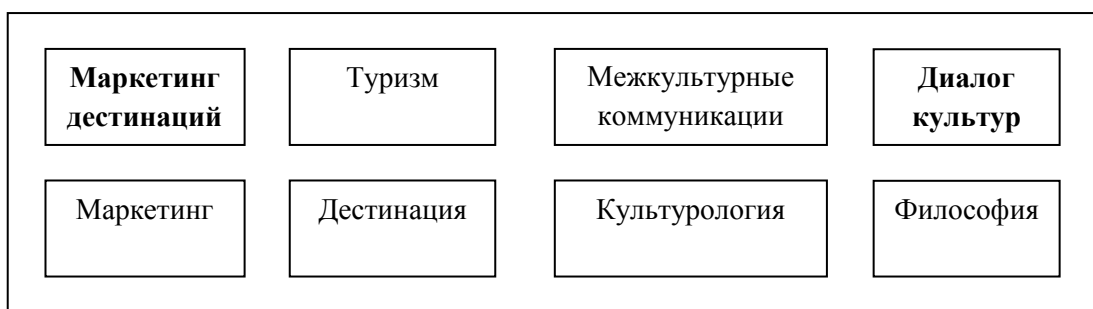 Маркетинг
дестинаций
Туризм
Межкультурные
коммуникации
Диалог
культур
Маркетинг
Дестинация
Культурология
Философия